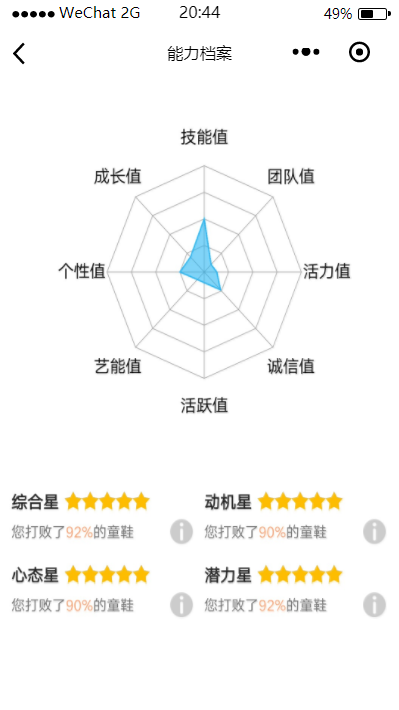 WeChat 2G 20:44 49%
能力档案
技能值
成长值 团队值
个性值 活力值
艺能值 诚信值
活跃值
综合星 动机星
您打败了92%的童鞋 您打败了90%的童鞋
心态星 潜力星
您打败了90%的童鞋 您打败了92%的童鞋